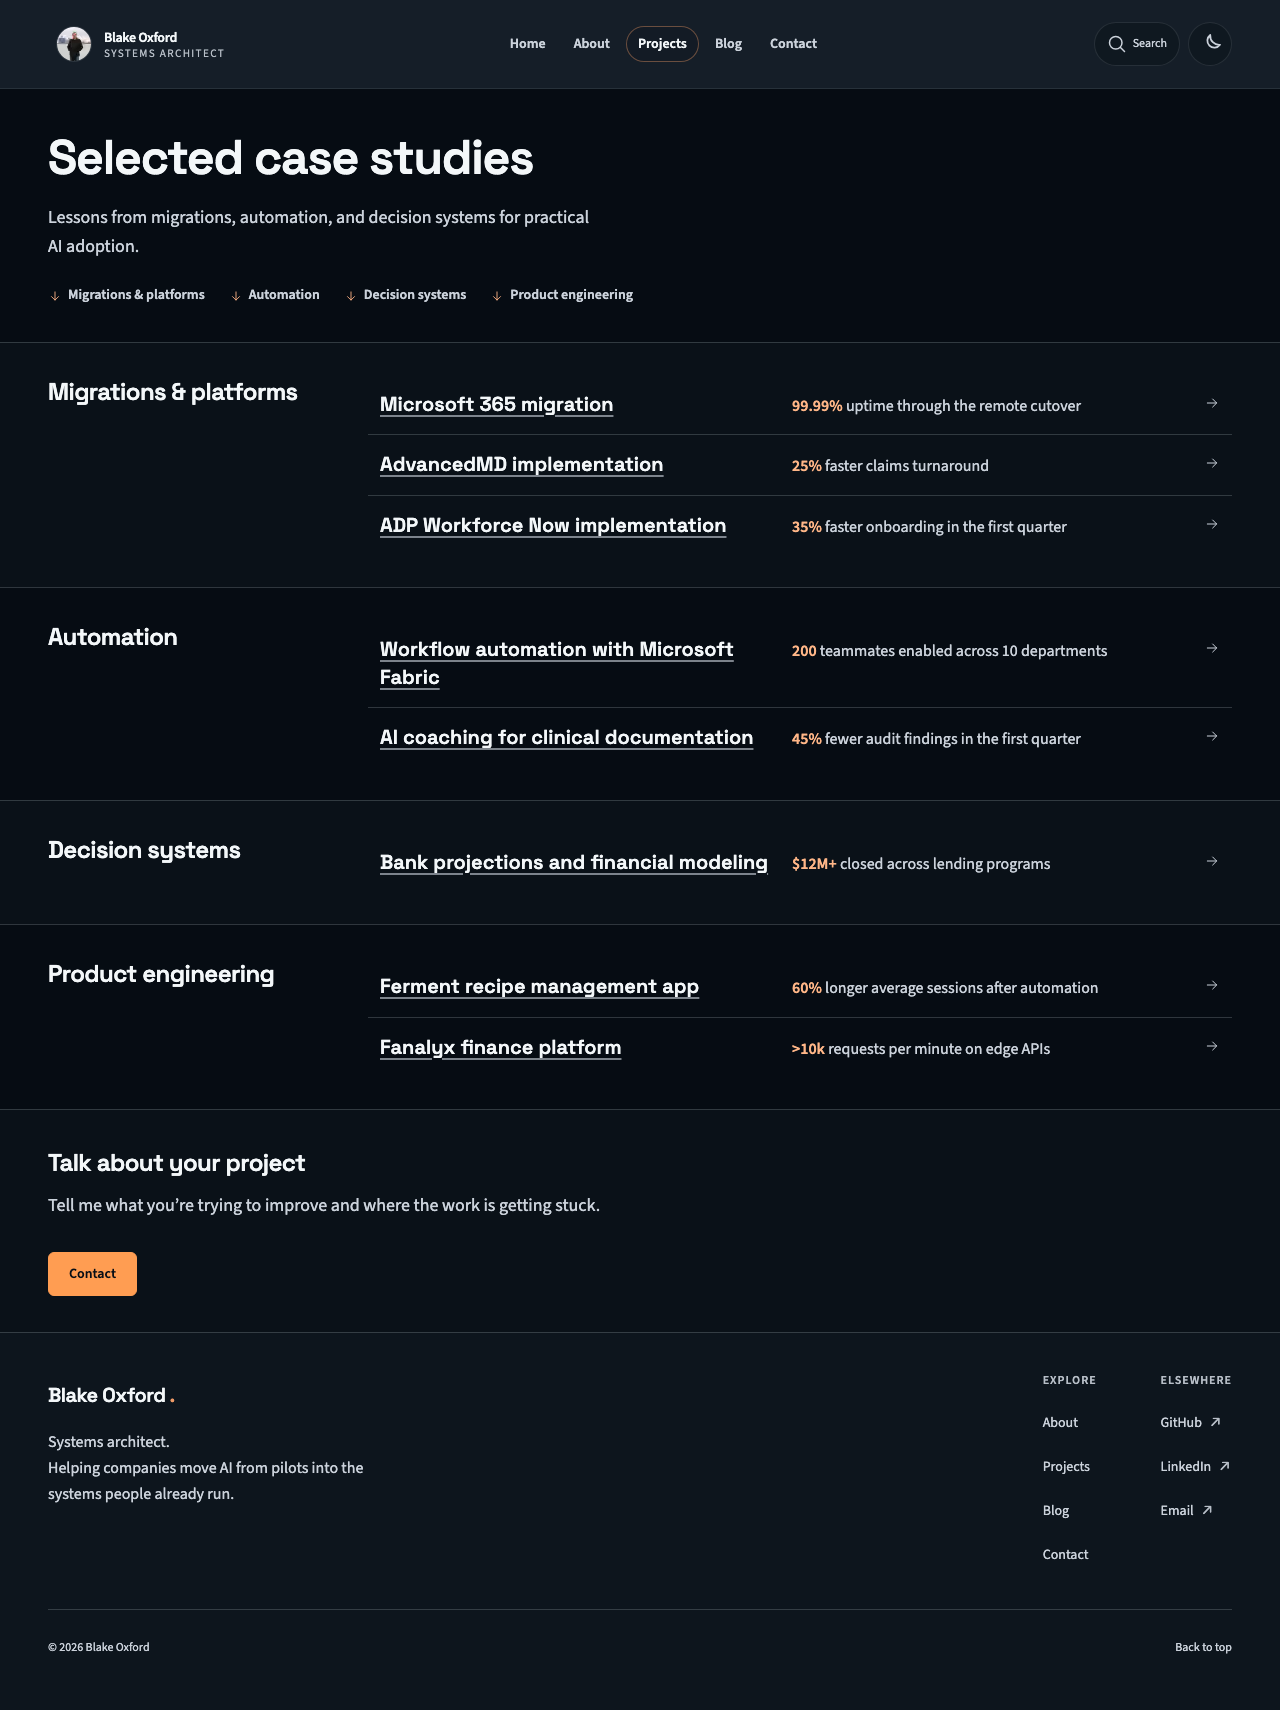 Blake Oxford
SYSTEMS ARCHITECT
Home
About
Projects
Blog
Contact
Search
Selected case studies
Lessons from migrations, automation, and decision systems for practical
AI adoption.
↓ Migrations & platforms
↓ Automation
↓ Decision systems
↓ Product engineering
Migrations & platforms
Microsoft 365 migration
99.99% uptime through the remote cutover
→
AdvancedMD implementation
25% faster claims turnaround
→
ADP Workforce Now implementation
35% faster onboarding in the first quarter
→
Automation
Workflow automation with Microsoft
Fabric
200 teammates enabled across 10 departments
→
AI coaching for clinical documentation
45% fewer audit findings in the first quarter
→
Decision systems
Bank projections and financial modeling
$12M+ closed across lending programs
→
Product engineering
Ferment recipe management app
60% longer average sessions after automation
→
Fanalyx finance platform
>10k requests per minute on edge APIs
→
Talk about your project
Tell me what you’re trying to improve and where the work is getting stuck.
Contact
Blake Oxford .
Systems architect.
Helping companies move AI from pilots into the
systems people already run.
EXPLORE
About
Projects
Blog
Contact
ELSEWHERE
GitHub ↗
LinkedIn ↗
Email ↗
© 2026 Blake Oxford
Back to top